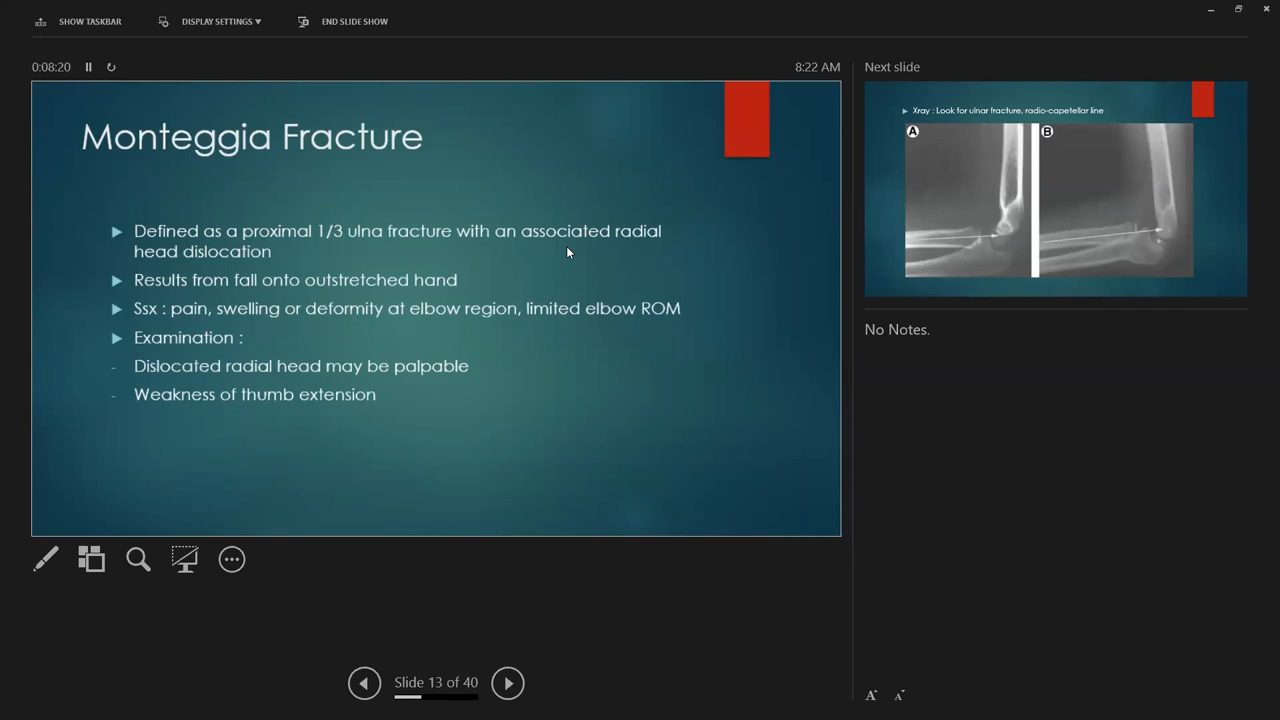 SHOW TASKBAR
DISPLAY SETTINGS ▼
END SLIDE SHOW
0:08:20
8:22 AM
Monteggia Fracture
Defined as a proximal 1/3 ulna fracture with an associated radial
head dislocation
Results from fall onto outstretched hand
Ssx : pain, swelling or deformity at elbow region, limited elbow ROM
Examination :
- Dislocated radial head may be palpable
- Weakness of thumb extension
Slide 13 of 40
Next slide
Xray : Look for ulnar fracture, radio-capetellar line
A
B
No Notes.
A
A